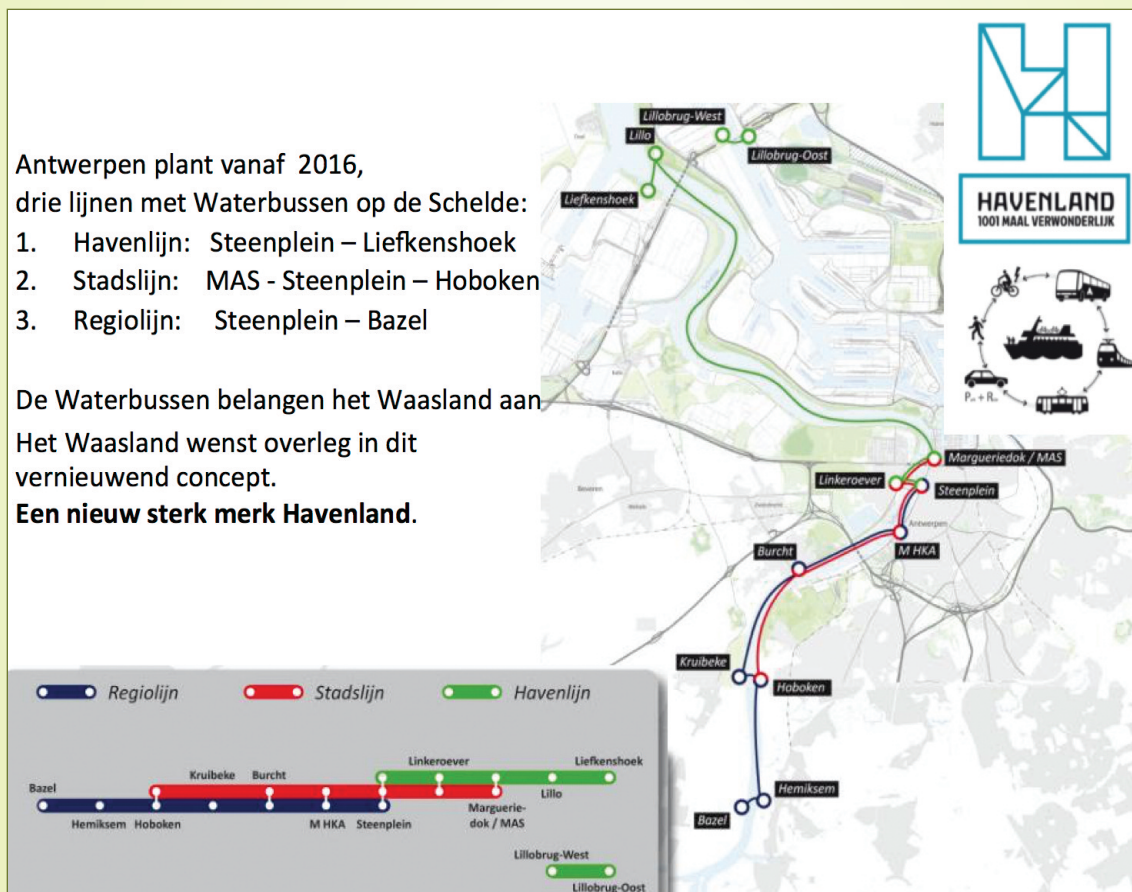 Antwerpen plant vanaf 2016,
drie lijnen met Waterbussen op de Schelde:
1. Havenlijn: Steenplein – Liefkenshoek
2. Stadslijn: MAS - Steenplein – Hoboken
3. Regiolijn: Steenplein – Bazel
De Waterbussen belangen het Waasland aan
Het Waasland wenst overleg in dit
vernieuwend concept.
Een nieuw sterk merk Havenland.
HAVENLAND
1001 MAAL VERWONDERLIJK
Lillobrug-West
Lillo
Lillobrug-Oost
Liefkenshoek
Margueriedok / MAS
Linkeroever
Steenplein
Antwerpen
M HKA
Burcht
Kruibeke
Hoboken
Hemiksem
Bazel
Regiolijn
Stadslijn
Havenlijn
Linkeroever
Liefkenshoek
Bazel
Kruibeke
Burcht
Lillo
Hemiksem
Hoboken
M HKA
Steenplein
Marguerie-
dok / MAS
Lillobrug-West
Lillobrug-Oost